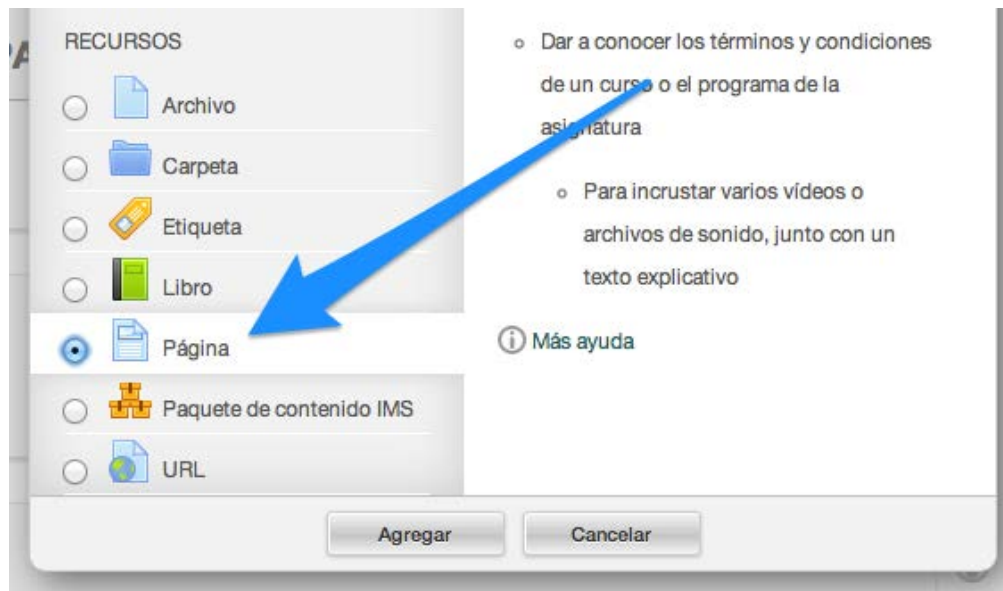 RECURSOS
Archivo
Carpeta
Etiqueta
Libro
Página
Paquete de contenido IMS
URL
Dar a conocer los términos y condiciones
de un curso o el programa de la
asignatura
Para incrustar varios vídeos o
archivos de sonido, junto con un
texto explicativo
Más ayuda
Agregar
Cancelar